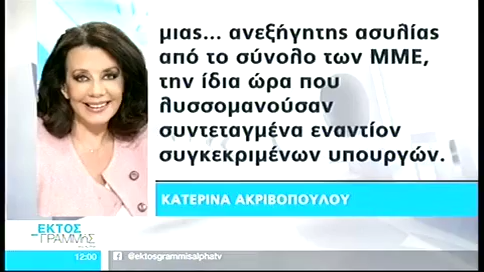 μιας... ανεξήγητης ασυλίας
από το σύνολο των ΜΜΕ,
την ίδια ώρα που
λυσσομανούσαν
συντεταγμένα εναντίον
συγκεκριμένων υπουργών.
ΚΑΤΕΡΙΝΑ ΑΚΡΙΒΟΠΟΥΛΟΥ
ΕΚΤΟΣ
ΓΡΑΜΜΗΣ
12:00
@ektosgrammisalphatv